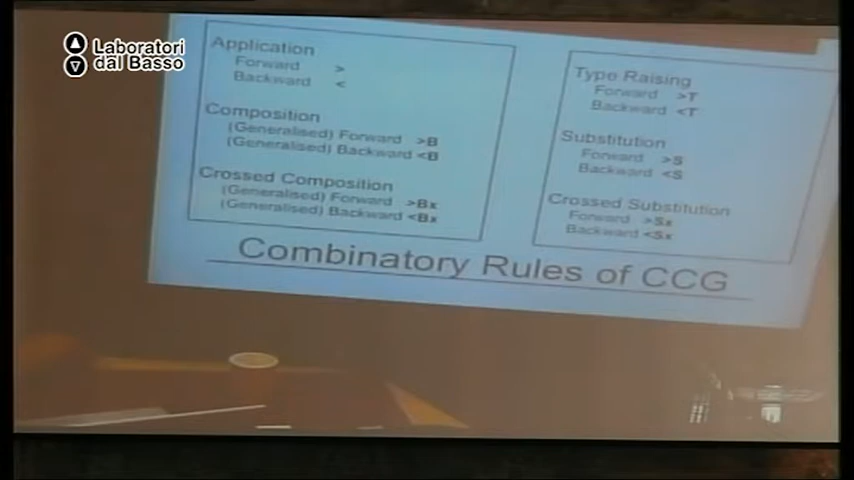 Laboratori
dal Basso
Application
Forward >
Backward <
Composition
(Generalised) Forward >B
(Generalised) Backward <B
Crossed Composition
(Generalised) Forward >Bx
(Generalised) Backward <Bx
Type Raising
Forward >T
Backward <T
Substitution
Forward >S
Backward <S
Crossed Substitution
Forward >Sx
Backward <Sx
Combinatory Rules of CCG